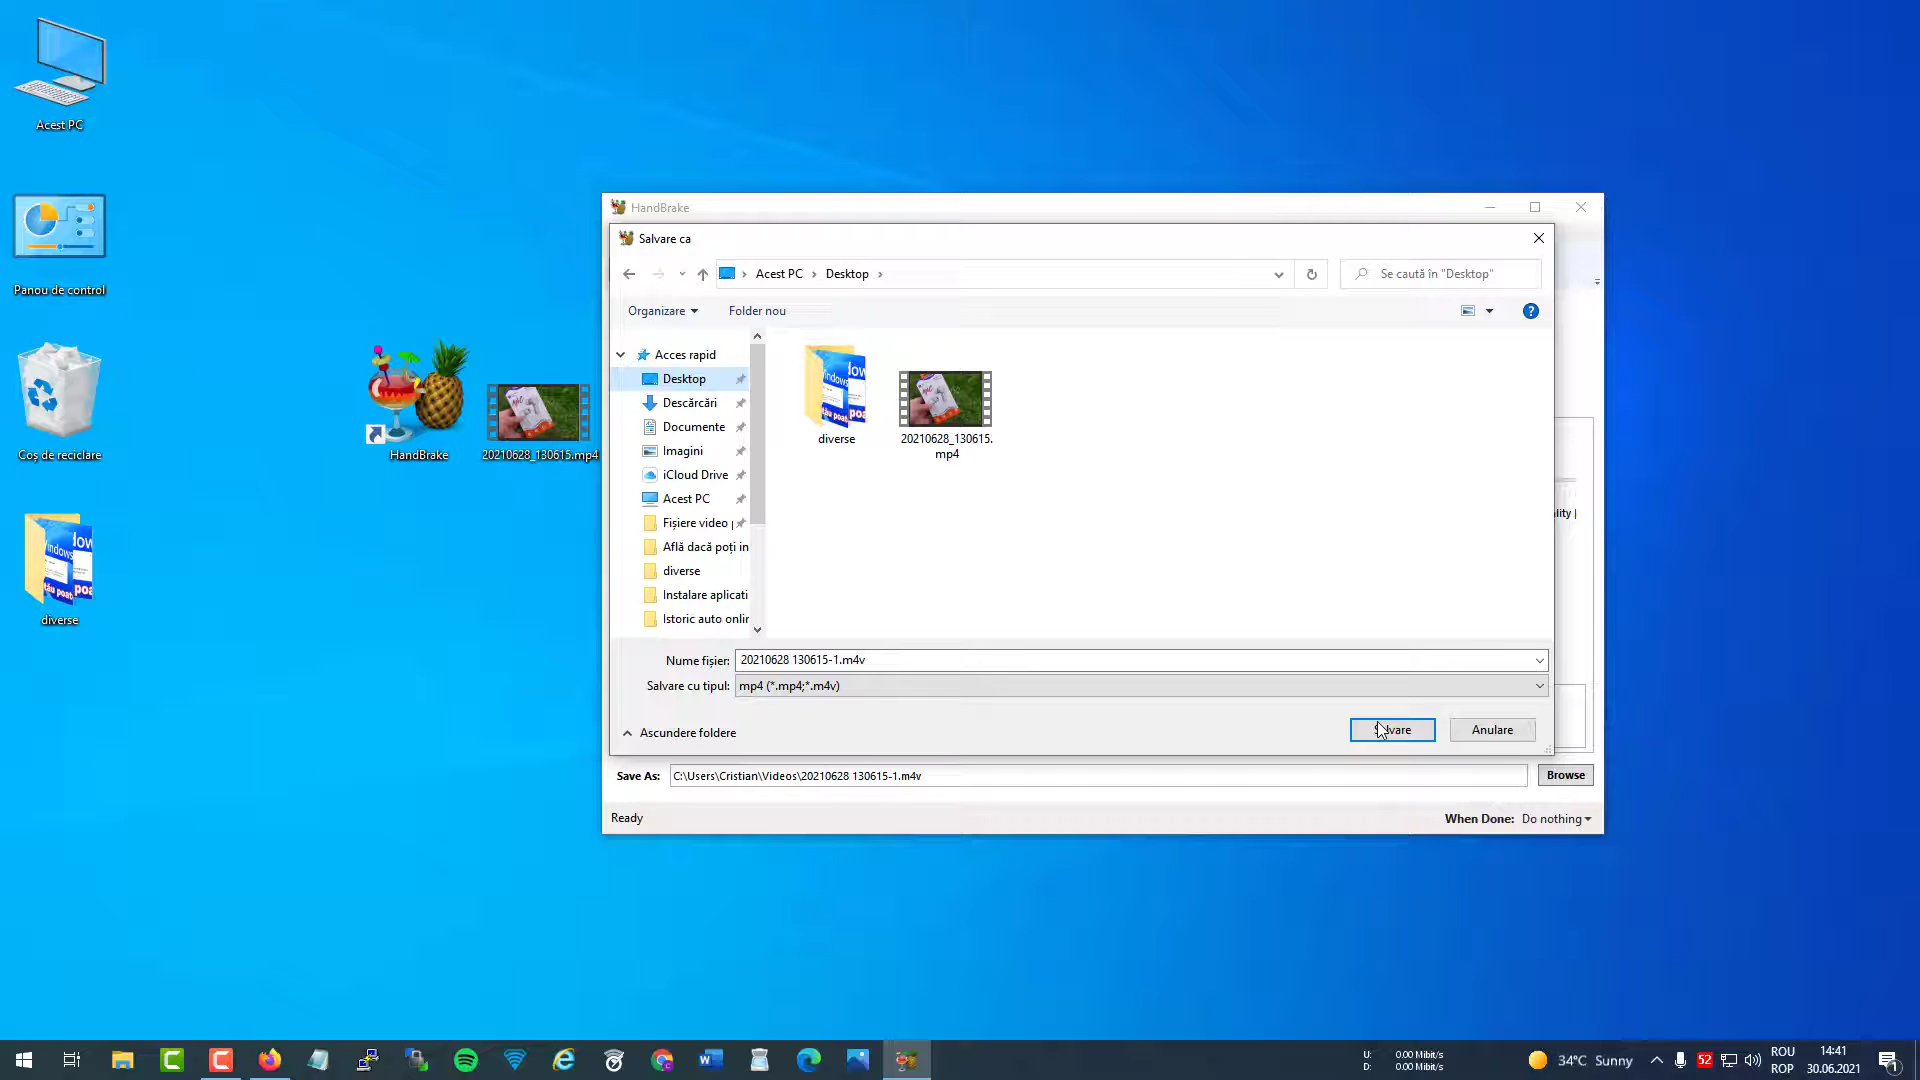 Acest PC
Panou de control
Coș de reciclare
diverse
HandBrake
20210628_130615.mp4
HandBrake
Salvare ca
Acest PC
Desktop
Se caută în "Desktop"
Organizare
Folder nou
Acces rapid
Desktop
Descărcări
Documente
Imagini
iCloud Drive
Acest PC
Fișiere video
Află dacă poți in
diverse
Instalare aplicati
Istoric auto onlin
diverse
20210628_130615.
mp4
lity |
Nume fișier:
20210628 130615-1.m4v
Salvare cu tipul:
mp4 (*.mp4;*.m4v)
Ascundere foldere
Salvare
Anulare
Save As:
C:\Users\Cristian\Videos\20210628 130615-1.m4v
Browse
Ready
When Done:
Do nothing
U:
0.00 Mibit/s
D:
0.00 Mibit/s
34°C Sunny
52
ROU
ROP
14:41
30.06.2021
1